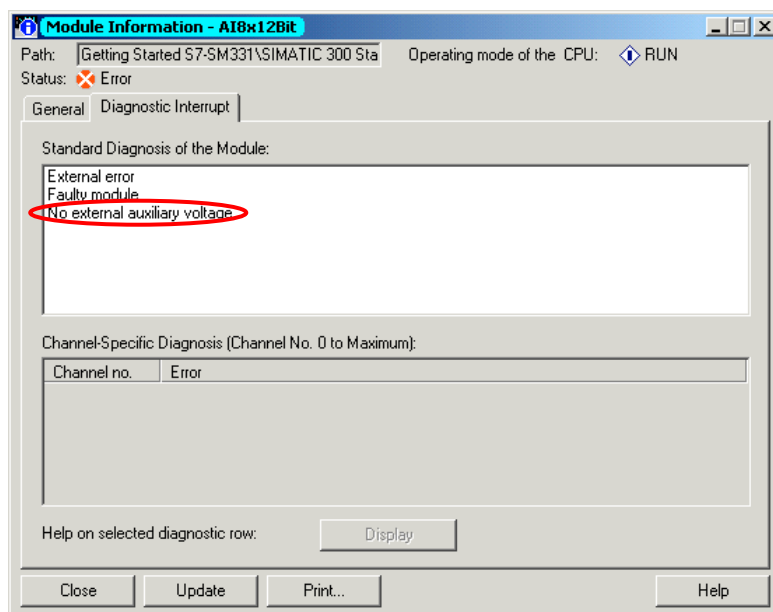 Module Information - AI8x12Bit
Path: Getting Started S7-SM331\SIMATIC 300 Sta Operating mode of the CPU: RUN
Status: Error
General Diagnostic Interrupt
Standard Diagnosis of the Module:
External error
Faulty module
No external auxiliary voltage
Channel-Specific Diagnosis (Channel No. 0 to Maximum):
Channel no. Error
Help on selected diagnostic row: Display
Close Update Print... Help